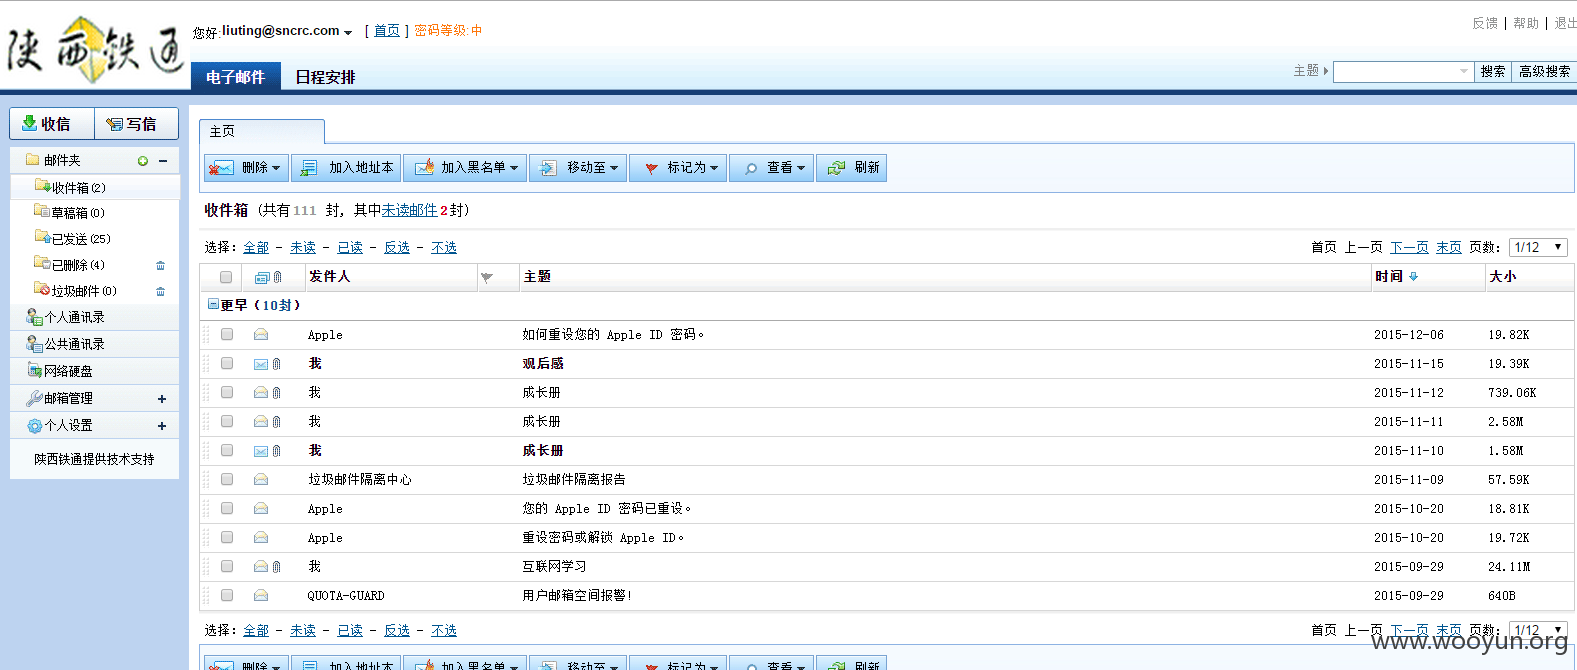 陕西铁通
您好:liuting@sncrc.com [ 首页 ] 密码等级:中
反馈 | 帮助 | 退出
电子邮件 日程安排
主题 搜索 高级搜索
收信 写信
主页
邮件夹
删除 加入地址本 加入黑名单 移动至 标记为 查看 刷新
收件箱(2)
草稿箱(0)
已发送(25)
已删除(4)
垃圾邮件(0)
个人通讯录
公共通讯录
网络硬盘
邮箱管理 +
个人设置 +
陕西铁通提供技术支持
收件箱 (共有 111 封, 其中未读邮件 2封)
选择: 全部 - 未读 - 已读 - 反选 - 不选
首页 上一页 下一页 末页 页数: 1/12
发件人 主题 时间 大小
更早 (10封)
Apple 如何重设您的 Apple ID 密码。 2015-12-06 19.82K
我 观后感 2015-11-15 19.39K
我 成长册 2015-11-12 739.06K
我 成长册 2015-11-11 2.58M
我 成长册 2015-11-10 1.58M
垃圾邮件隔离中心 垃圾邮件隔离报告 2015-11-09 57.59K
Apple 您的 Apple ID 密码已重设。 2015-10-20 18.81K
Apple 重设密码或解锁 Apple ID。 2015-10-20 19.72K
我 互联网学习 2015-09-29 24.11M
QUOTA-GUARD 用户邮箱空间报警! 2015-09-29 640B
选择: 全部 - 未读 - 已读 - 反选 - 不选
首页 上一页 下一页 末页 页数: 1/12
www.wooyun.org
删除 加入地址本 加入黑名单 移动至 标记为 查看 刷新